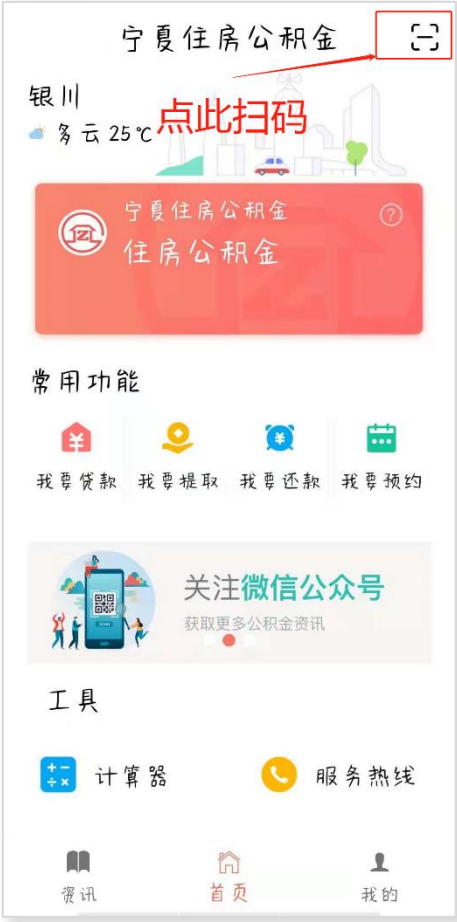 宁夏住房公积金
银川
点此扫码
多云 25℃
宁夏住房公积金
住房公积金
?
常用功能
我要贷款 我要提取 我要还款 我要预约
关注微信公众号
获取更多公积金资讯
工具
计算器 服务热线
资讯 首页 我的